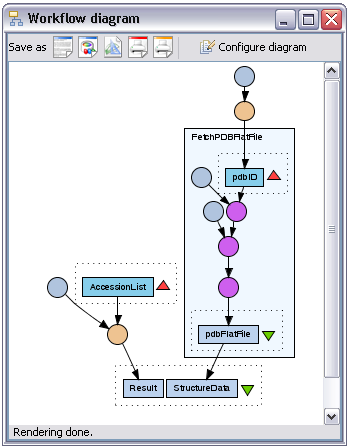 Workflow diagram
Save as
Configure diagram
FetchPDBFlatFile
pdbID
AccessionList
pdbFlatFile
Result StructureData
Rendering done.